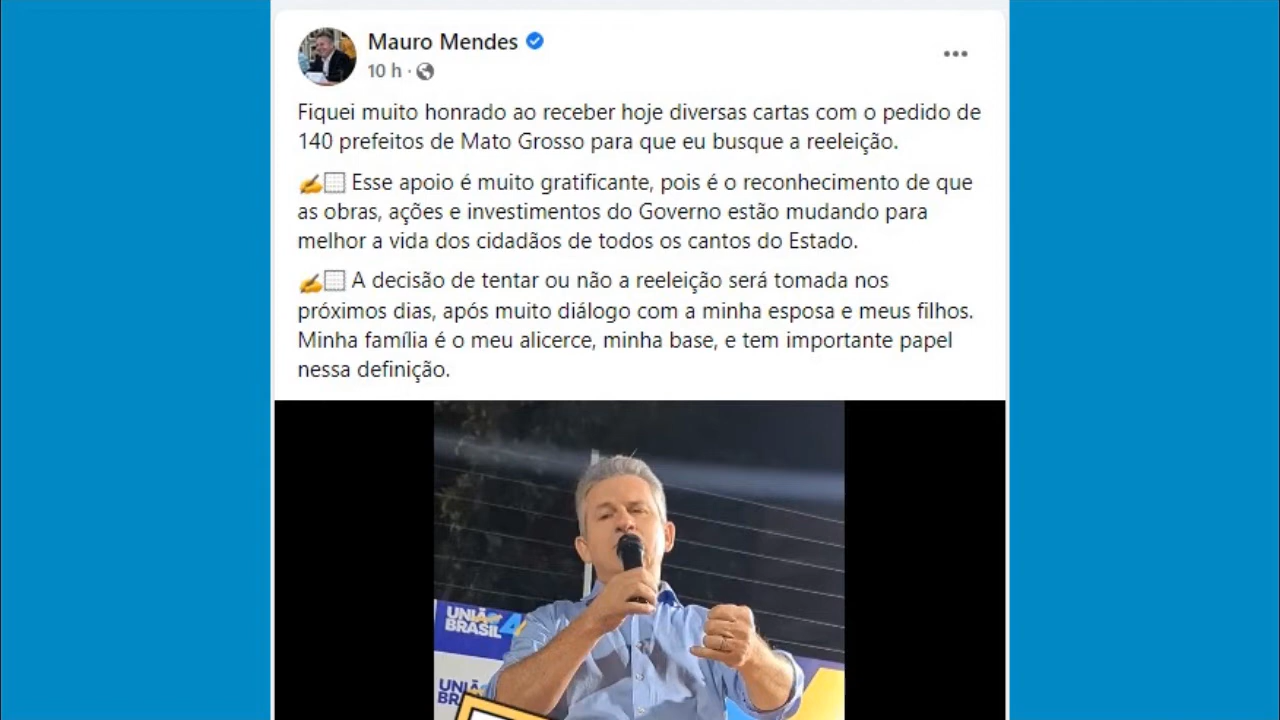 Mauro Mendes
10 h ·
Fiquei muito honrado ao receber hoje diversas cartas com o pedido de
140 prefeitos de Mato Grosso para que eu busque a reeleição.
✍️ Esse apoio é muito gratificante, pois é o reconhecimento de que
as obras, ações e investimentos do Governo estão mudando para
melhor a vida dos cidadãos de todos os cantos do Estado.
✍️ A decisão de tentar ou não a reeleição será tomada nos
próximos dias, após muito diálogo com a minha esposa e meus filhos.
Minha família é o meu alicerce, minha base, e tem importante papel
nessa definição.
UNIÃO
BRASIL 4